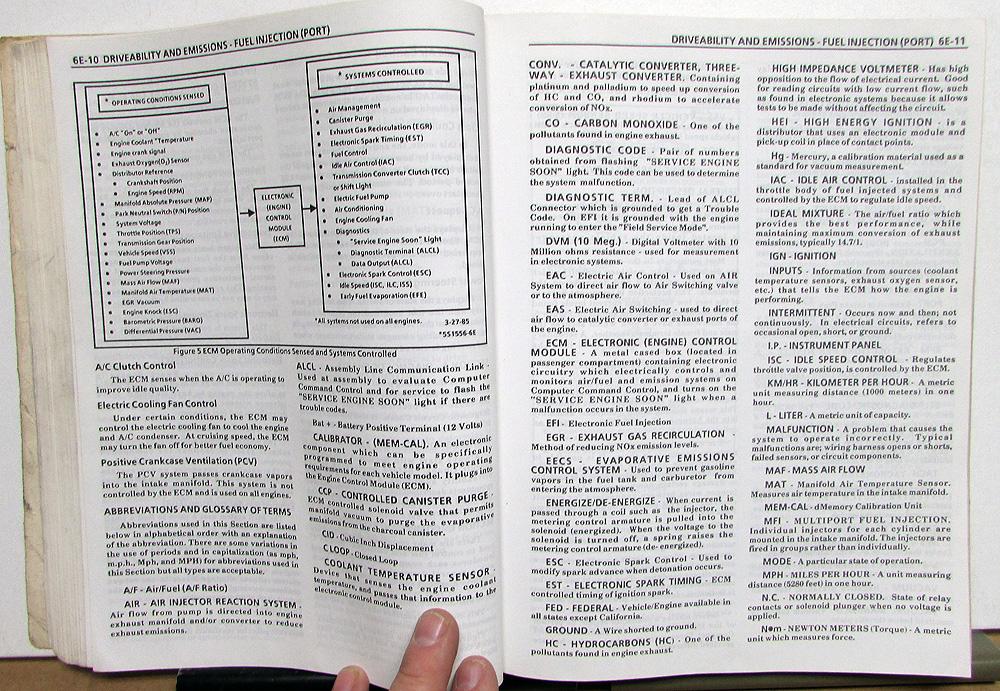 6E-10 DRIVEABILITY AND EMISSIONS - FUEL INJECTION (PORT)
* OPERATING CONDITIONS SENSED
• A/C "On" or "Off"
• Engine Coolant "Temperature
• Engine crank signal
• Exhaust Oxygen(O₂) Sensor
• Distributor Reference
• Crankshaft Position
• Engine Speed (RPM)
• Manifold Absolute Pressure (MAP)
• Park Neutral Switch (P/N) Position
• System Voltage
• Throttle Position (TPS)
• Transmission Gear Position
• Vehicle Speed (VSS)
• Fuel Pump Voltage
• Power Steering Pressure
• Mass Air Flow (MAF)
• Manifold Air Temperature (MAT)
• EGR Vacuum
• Engine Knock (ESC)
• Barometric Pressure (BARO)
• Differential Pressure (VAC)
ELECTRONIC
(ENGINE)
CONTROL
MODULE
(ECM)
* SYSTEMS CONTROLLED
• Air Management
• Canister Purge
• Exhaust Gas Recirculation (EGR)
• Electronic Spark Timing (EST)
• Fuel Control
• Idle Air Control (IAC)
• Transmission Converter Clutch (TCC)
or Shift Light
• Electric Fuel Pump
• Air Conditioning
• Engine Cooling Fan
• Diagnostics
• "Service Engine Soon" Light
• Diagnostic Terminal (ALCL)
• Data Output (ALCL)
• Electronic Spark Control (ESC)
• Idle Speed (ISC, ILC, ISS)
• Early Fuel Evaporation (EFE)
*All systems not used on all engines.
3-27-85
*5S1556-6E
Figure 5 ECM Operating Conditions Sensed and Systems Controlled
A/C Clutch Control
The ECM senses when the A/C is operating to
improve idle quality.
Electric Cooling Fan Control
Under certain conditions, the ECM may
control the electric cooling fan to cool the engine
and A/C condenser. At cruising speed, the ECM
may turn the fan off for better fuel economy.
Positive Crankcase Ventilation (PCV)
The PCV system passes crankcase vapors
into the intake manifold. This system is not
controlled by the ECM and is used on all engines.
ABBREVIATIONS AND GLOSSARY OF TERMS
Abbreviations used in this Section are listed
below in alphabetical order with an explanation
of the abbreviation. There are some variations in
the use of periods and in capitalization (as mph,
m.p.h., Mph, and MPH) for abbreviations used in
this Section but all types are acceptable.
A/F - Air/Fuel (A/F Ratio)
AIR - AIR INJECTOR REACTION SYSTEM -
Air flow from pump is directed into engine
exhaust manifold and/or converter to reduce
exhaust emissions.
ALCL - Assembly Line Communication Link -
Used at assembly to evaluate Computer
Command Control and for service to flash the
"SERVICE ENGINE SOON" light if there are
trouble codes.
Bat + - Battery Positive Terminal (12 Volts)
CALIBRATOR - (MEM-CAL). An electronic
component which can be specifically
programmed to meet engine operating
requirements for each vehicle model. It plugs into
the Engine Control Module (ECM).
CCP - CONTROLLED CANISTER PURGE -
ECM controlled solenoid valve that permits
manifold vacuum to purge the evaporative
emissions from the charcoal canister.
CID - Cubic Inch Displacement
C LOOP - Closed Loop
COOLANT TEMPERATURE SENSOR -
Device that senses the engine coolant
temperature, and passes that information to the
electronic control module.
DRIVEABILITY AND EMISSIONS - FUEL INJECTION (PORT) 6E-11
CONV. - CATALYTIC CONVERTER, THREE-
WAY - EXHAUST CONVERTER. Containing
platinum and palladium to speed up conversion
of HC and CO, and rhodium to accelerate
conversion of NOx.
CO - CARBON MONOXIDE - One of the
pollutants found in engine exhaust.
DIAGNOSTIC CODE - Pair of numbers
obtained from flashing "SERVICE ENGINE
SOON" light. This code can be used to determine
the system malfunction.
DIAGNOSTIC TERM. - Lead of ALCL
Connector which is grounded to get a Trouble
Code. On EFI it is grounded with the engine
running to enter the "Field Service Mode".
DVM (10 Meg.) - Digital Voltmeter with 10
Million ohms resistance - used for measurement
in electronic systems.
EAC - Electric Air Control - Used on AIR
System to direct air flow to Air Switching valve
or to the atmosphere.
EAS - Electric Air Switching - used to direct
air flow to catalytic converter or exhaust ports of
the engine.
ECM - ELECTRONIC (ENGINE) CONTROL
MODULE - A metal cased box (located in
passenger compartment) containing electronic
circuitry which electrically controls and
monitors air/fuel and emission systems on
Computer Command Control, and turns on the
"SERVICE ENGINE SOON" light when a
malfunction occurs in the system.
EFI - Electronic Fuel Injection
EGR - EXHAUST GAS RECIRCULATION -
Method of reducing NOx emission levels.
EECS - EVAPORATIVE EMISSIONS
CONTROL SYSTEM - Used to prevent gasoline
vapors in the fuel tank and carburetor from
entering the atmosphere.
ENERGIZE/DE-ENERGIZE - When current is
passed through a coil such as the injector, the
metering control armature is pulled into the
solenoid (energized). When the voltage to the
solenoid is turned off, a spring raises the
metering control armature (de-energized).
ESC - Electronic Spark Control - Used to
modify spark advance when detonation occurs.
EST - ELECTRONIC SPARK TIMING - ECM
controlled timing of ignition spark.
FED - FEDERAL - Vehicle/Engine available in
all states except California.
GROUND - A Wire shorted to ground.
HC - HYDROCARBONS (HC) - One of the
pollutants found in engine exhaust.
HIGH IMPEDANCE VOLTMETER - Has high
opposition to the flow of electrical current. Good
for reading circuits with low current flow, such
as found in electronic systems because it allows
tests to be made without affecting the circuit.
HEI - HIGH ENERGY IGNITION - is a
distributor that uses an electronic module and
pick-up coil in place of contact points.
Hg - Mercury, a calibration material used as a
standard for vacuum measurement.
IAC - IDLE AIR CONTROL - installed in the
throttle body of fuel injected systems and
controlled by the ECM to regulate idle speed.
IDEAL MIXTURE - The air/fuel ratio which
provides the best performance, while
maintaining maximum conversion of exhaust
emissions, typically 14.7/1.
IGN - IGNITION
INPUTS - Information from sources (coolant
temperature sensors, exhaust oxygen sensor,
etc.) that tells the ECM how the engine is
performing.
INTERMITTENT - Occurs now and then; not
continuously. In electrical circuits, refers to
occasional open, short, or ground.
I.P. - INSTRUMENT PANEL
ISC - IDLE SPEED CONTROL - Regulates
throttle valve position, is controlled by the ECM.
KM/HR - KILOMETER PER HOUR - A metric
unit measuring distance (1000 meters) in one
hour.
L - LITER - A metric unit of capacity.
MALFUNCTION - A problem that causes the
system to operate incorrectly. Typical
malfunctions are; wiring harness opens or shorts,
failed sensors, or circuit components.
MAF - MASS AIR FLOW
MAT - Manifold Air Temperature Sensor.
Measures air temperature in the intake manifold.
MEM-CAL - dMemory Calibration Unit
MFI - MULTIPORT FUEL INJECTION.
Individual injectors for each cylinder are
mounted in the intake manifold. The injectors are
fired in groups rather than individually.
MODE - A particular state of operation.
MPH - MILES PER HOUR - A unit measuring
distance (5280 feet) in one hour.
N.C. - NORMALLY CLOSED. State of relay
contacts or solenoid plunger when no voltage is
applied.
N•m - NEWTON METERS (Torque) - A metric
unit which measures force.